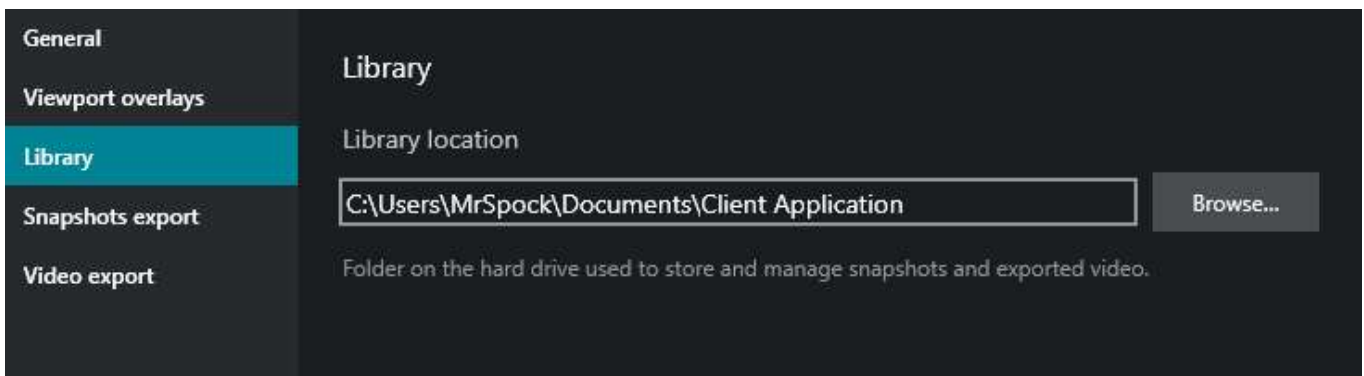 General
Viewport overlays
Library
Snapshots export
Video export
Library
Library location
C:\Users\MrSpock\Documents\Client Application
Browse...
Folder on the hard drive used to store and manage snapshots and exported video.